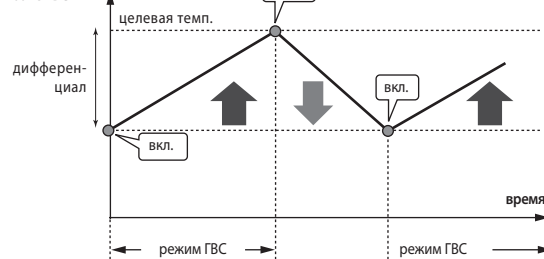 целевая темп.
дифферен-
циал
вкл.
вкл.
время
режим ГВС
режим ГВС